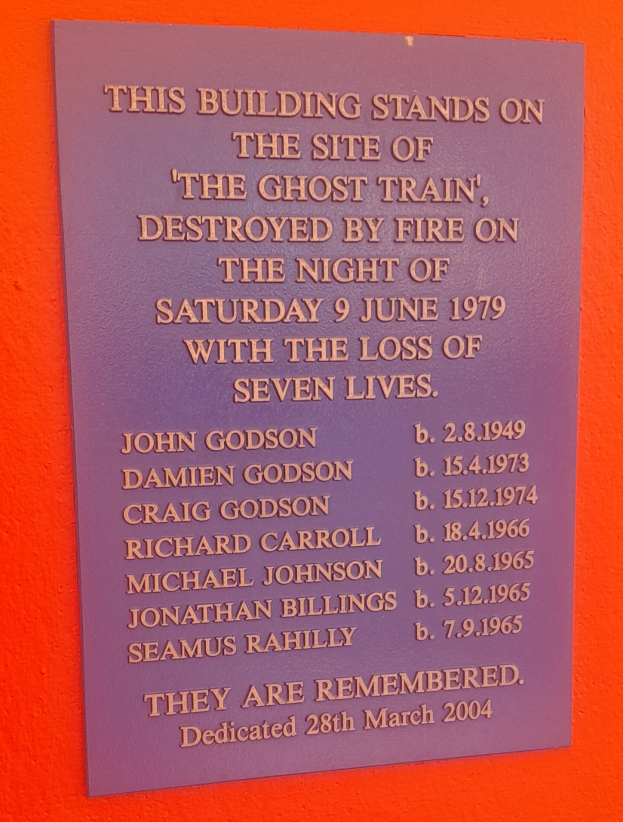 THIS BUILDING STANDS ON
THE SITE OF
'THE GHOST TRAIN',
DESTROYED BY FIRE ON
THE NIGHT OF
SATURDAY 9 JUNE 1979
WITH THE LOSS OF
SEVEN LIVES.
JOHN GODSON b. 2.8.1949
DAMIEN GODSON b. 15.4.1973
CRAIG GODSON b. 15.12.1974
RICHARD CARROLL b. 18.4.1966
MICHAEL JOHNSON b. 20.8.1965
JONATHAN BILLINGS b. 5.12.1965
SEAMUS RAHILLY b. 7.9.1965
THEY ARE REMEMBERED.
Dedicated 28th March 2004